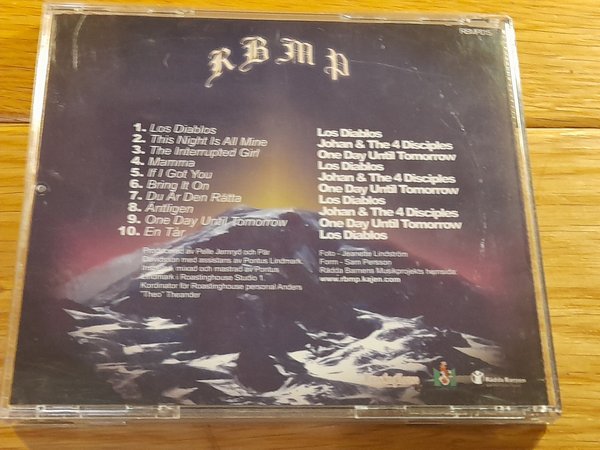 RBMP015
RBMP
1. Los Diablos Los Diablos
2. This Night Is All Mine Johan & The 4 Disciples
3. The Interrupted Girl One Day Until Tomorrow
4. Mamma Los Diablos
5. If I Got You Johan & The 4 Disciples
6. Bring It On One Day Until Tomorrow
7. Du Är Den Rätta Los Diablos
8. Äntligen Johan & The 4 Disciples
9. One Day Until Tomorrow One Day Until Tomorrow
10. En Tår Los Diablos
Producerad av Pelle Jernryd och Pär
Davidsson med assistans av Pontus Lindmark.
Inspelad, mixad och mastrad av Pontus
Lindmark i Roastinghouse Studio 1.
Kordinator för Roastinghouse personal Anders
"Theo" Theander
Foto - Jeanette Lindström
Form - Sam Persson
Rädda Barnens Musikprojekts hemsida:
www.rbmp.kajen.com
Rädda Barnen